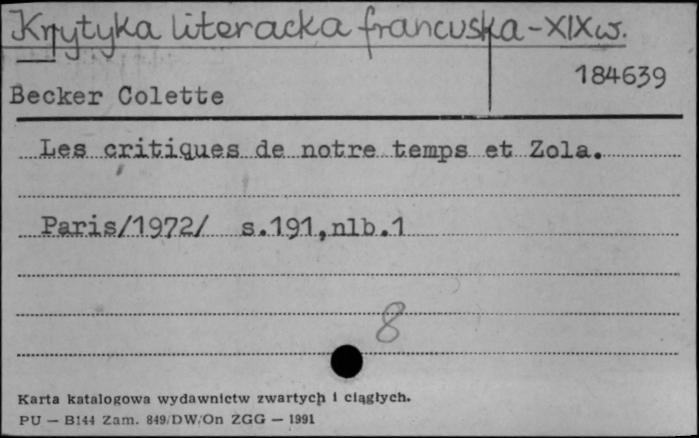 Krytyka literacka francuska-XIXw.
184639
Becker Colette
Les critiques de notre temps et Zola.
Paris/1972/ s.191,nlb.1
8
Karta katalogowa wydawnictw zwartych i ciągłych.
PU — B144 Zam. 849/DW/On ZGG — 1991